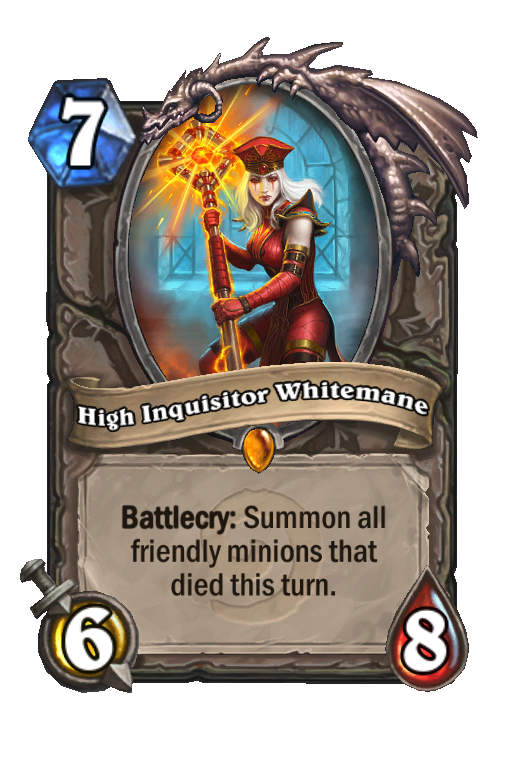 7
High Inquisitor Whitemane
Battlecry: Summon all
friendly minions that
died this turn.
6
8